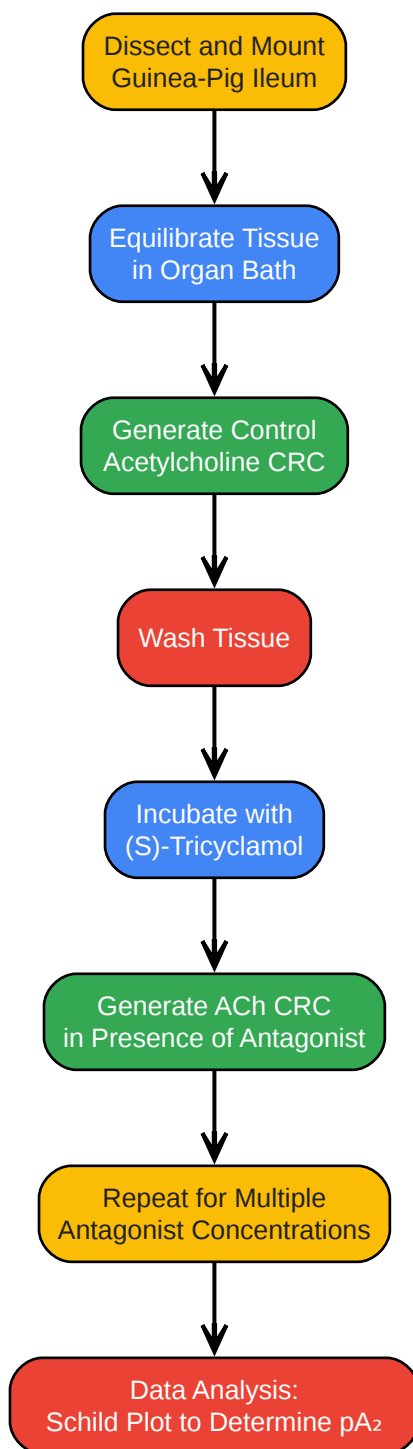 Dissect and Mount
Guinea-Pig Ileum
Equilibrate Tissue
in Organ Bath
Generate Control
Acetylcholine CRC
Wash Tissue
Incubate with
(S)-Tricyclamol
Generate ACh CRC
in Presence of Antagonist
Repeat for Multiple
Antagonist Concentrations
Data Analysis:
Schild Plot to Determine pA₂